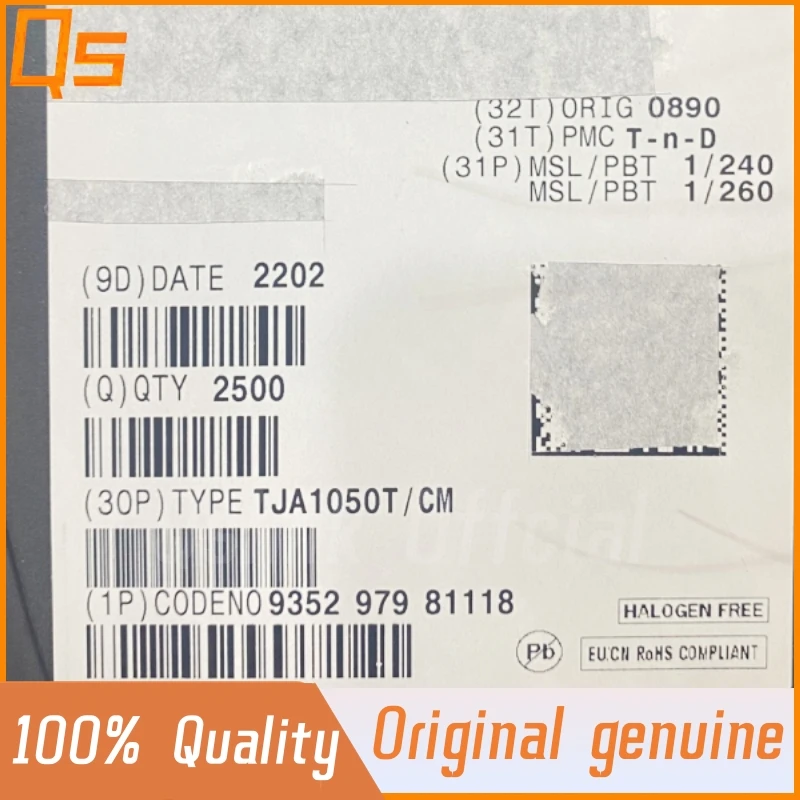 QS
(32T)ORIG 0890
(31T)PMC T-n-D
(31P)MSL/PBT 1/240
MSL/PBT 1/260
(9D)DATE 2202
(Q)QTY 2500
(30P)TYPE TJA1050T/CM
Official
(1P)CODENO 9352 979 81118
HALOGEN FREE
Pb
EU/CN RoHS COMPLIANT
100% Quality
Original genuine